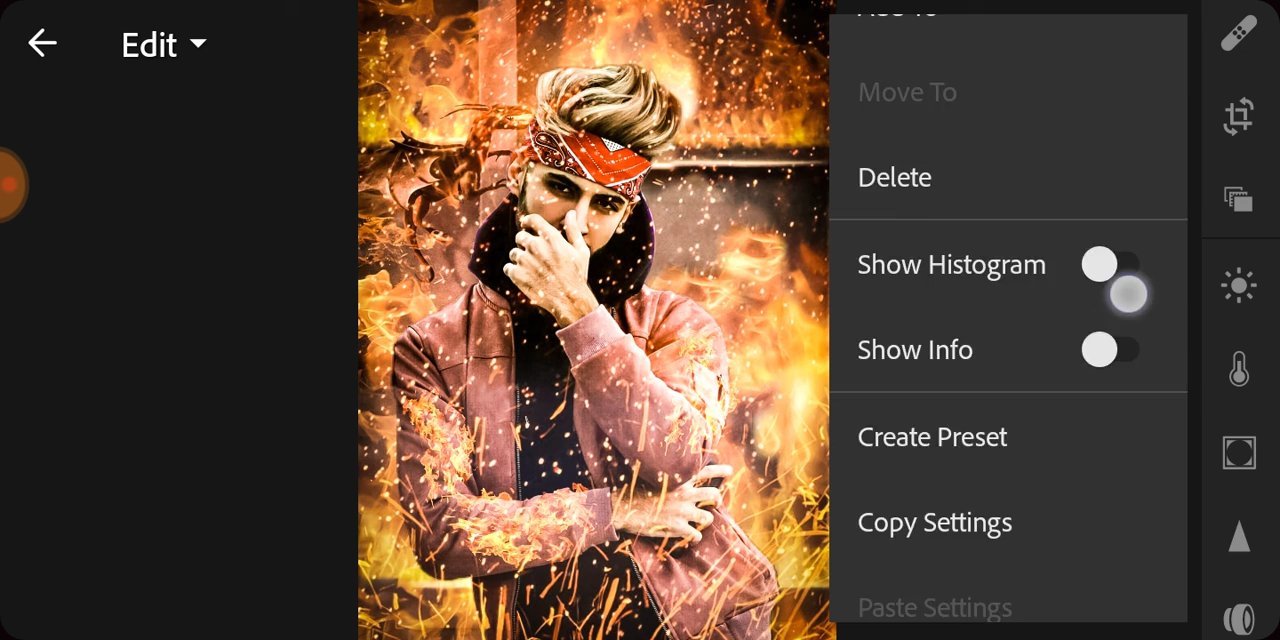 Edit
Move To
Delete
Show Histogram
Show Info
Create Preset
Copy Settings
Paste Settings